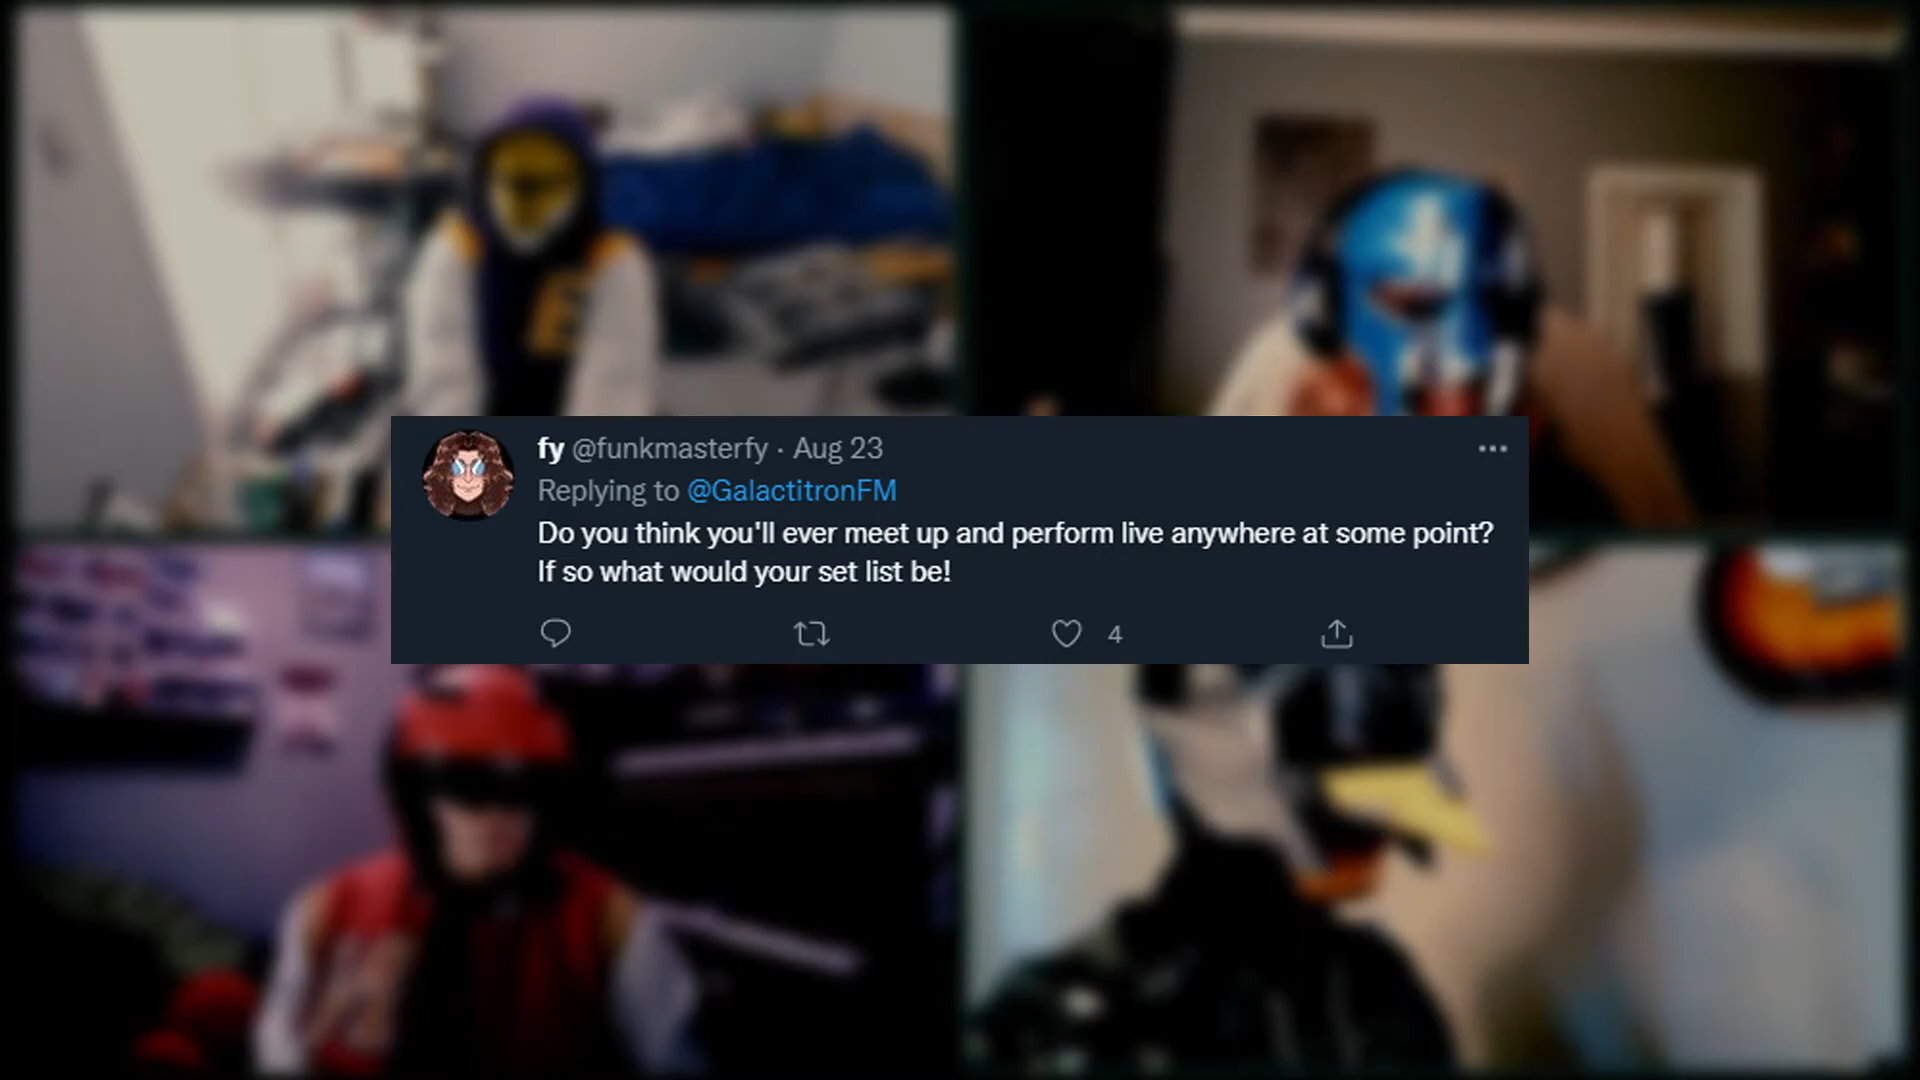 fy @funkmasterfy · Aug 23
Replying to @GalactitronFM
Do you think you'll ever meet up and perform live anywhere at some point?
If so what would your set list be!
4